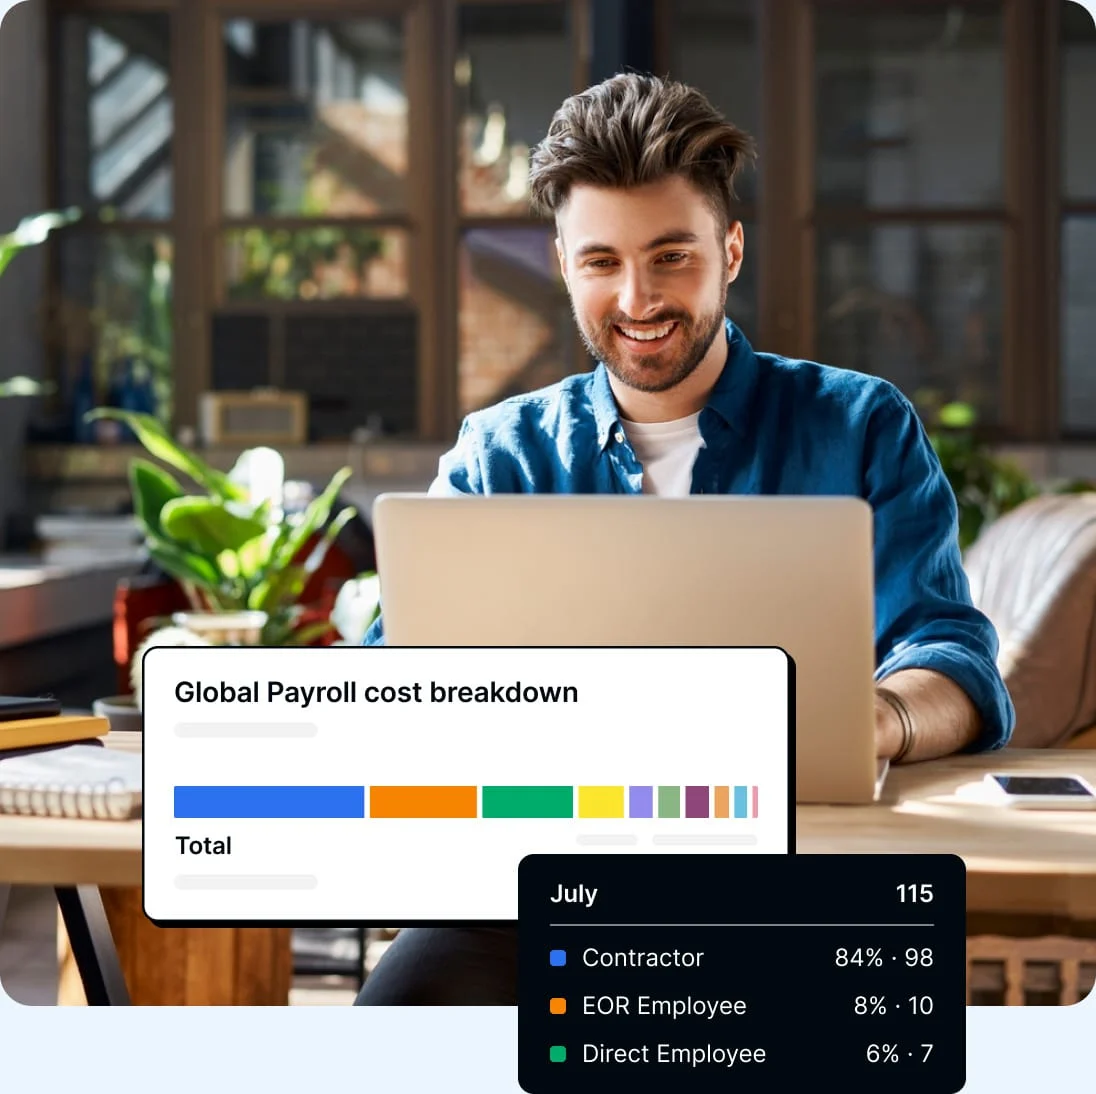 Global Payroll cost breakdown
Total
July 115
Contractor 84% · 98
EOR Employee 8% · 10
Direct Employee 6% · 7